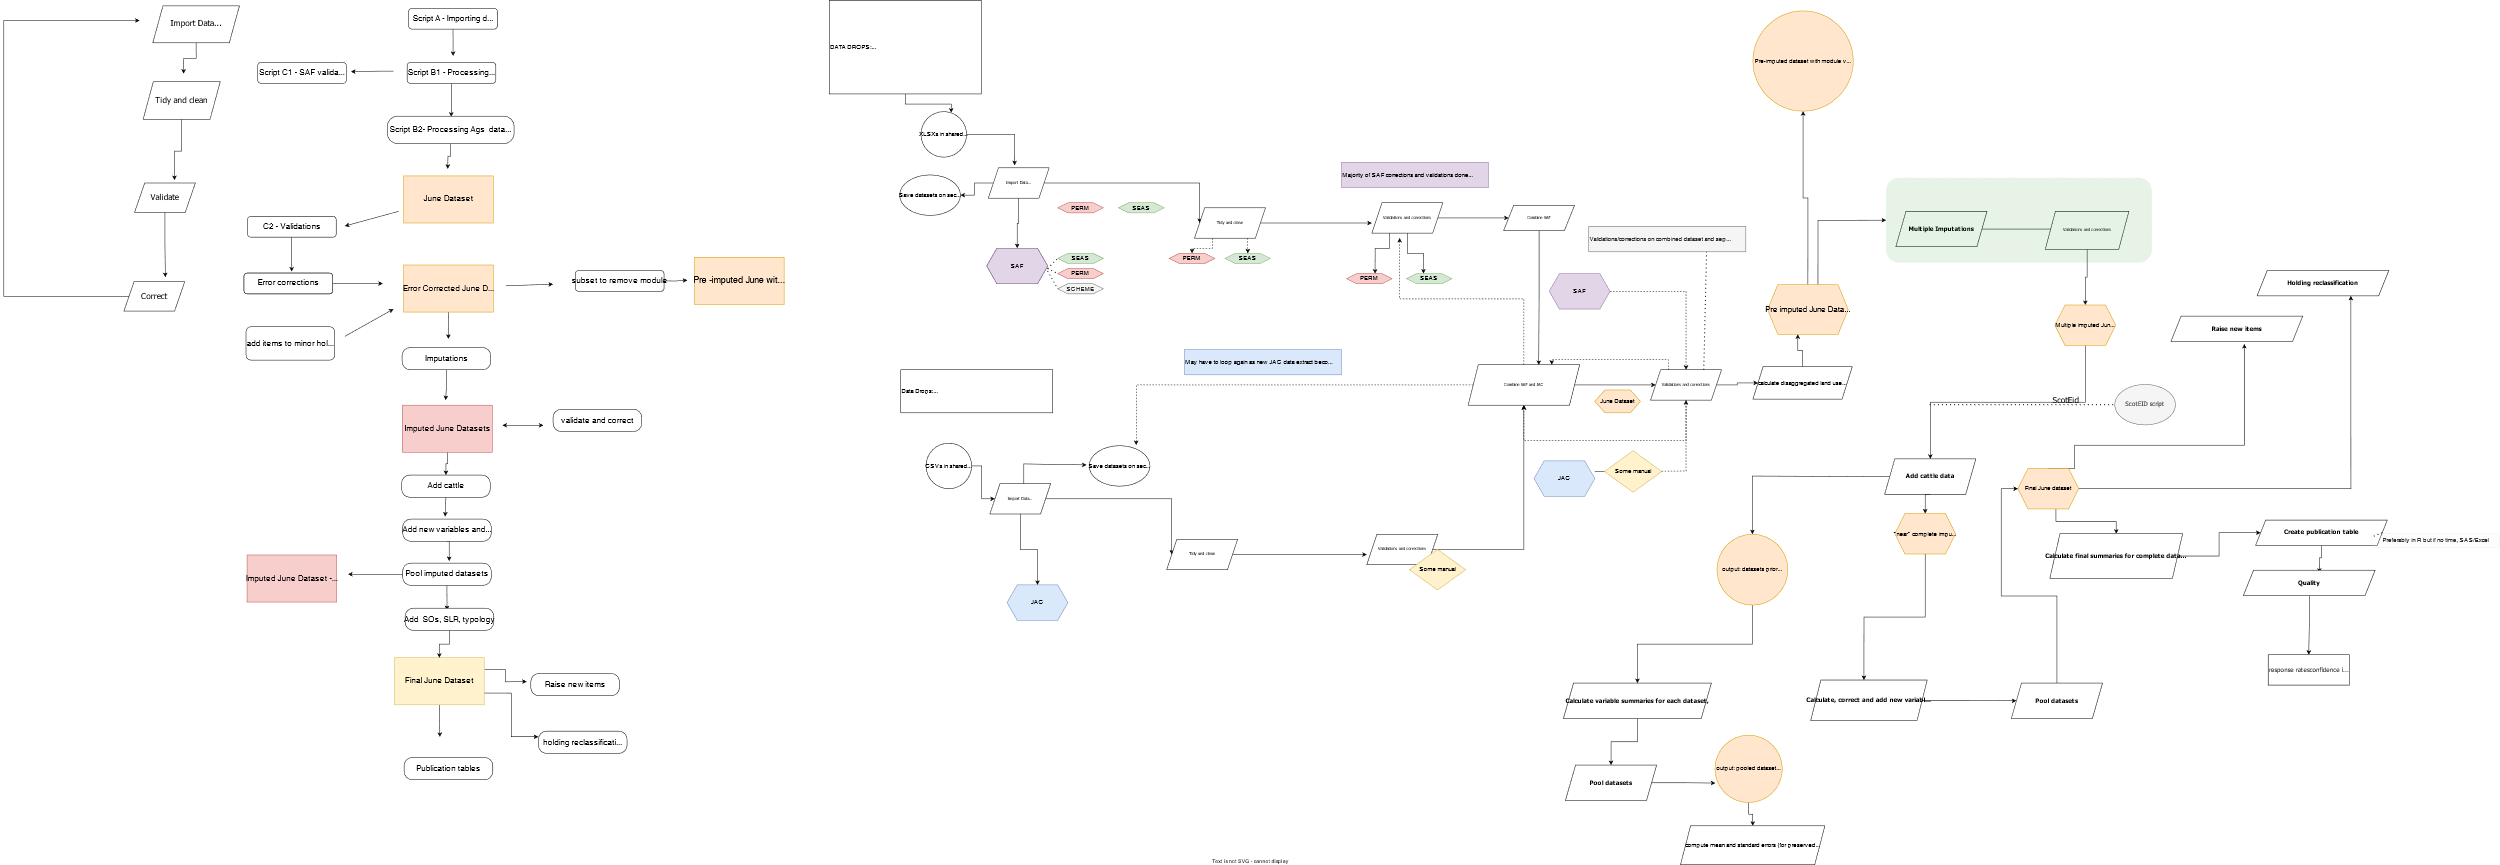 Import Data...
Tidy and clean
Validate
Correct
Script A - Importing d...
Script C1 - SAF valida...
Script B1 - Processing...
Script B2- Processing Ags  data...
June Dataset
C2 - Validations
Error corrections
Error Corrected June D...
subset to remove module
Pre -imputed June wit...
add items to minor hol...
Imputations
Imputed June Datasets
validate and correct
Add cattle
Add new variables and...
Imputed June Dataset -...
Pool imputed datasets
Add  SOs, SLR, typology
Final June Dataset
Raise new items
holding reclassificati...
Publication tables
DATA DROPS:...
XLSXs in shared...
Save datasets on sec...
Import Data...
PERM
SEAS
SAF
SEAS
PERM
SCHEME
Tidy and clean
PERM
SEAS
Majority of SAF corrections and validations done...
Validations and corrections
PERM
SEAS
Combine SAF
Validations/corrections on combined dataset and sep...
SAF
May have to loop again as new JAC data extract beco...
Combine SAF and JAC
June Dataset
Validations and corrections
calculate disaggregated land use...
Pre imputed June Data...
Pre-imputed dataset with module v...
Multiple Imputations
Validations and corrections
Multiple imputed Jun...
Holding reclassification
Raise new items
ScotEid
ScotEID script
Data Drops:...
CSVs in shared...
Save datasets on sec...
Import Data...
JAC
Tidy and clean
Validations and corrections
Some manual
JAC
Some manual
Add cattle data
"near" complete impu...
output: datasets prior...
Final June dataset
Calculate final summaries for complete data...
Create publication table
Preferably in R but if no time, SAS/Excel
Quality
response ratesconfidence i...
Calculate variable summaries for each dataset,
Calculate, correct and add new variabl...
Pool datasets
Pool datasets
output: pooled dataset...
compute mean and standard errors (for preserved...
Text is not SVG - cannot display